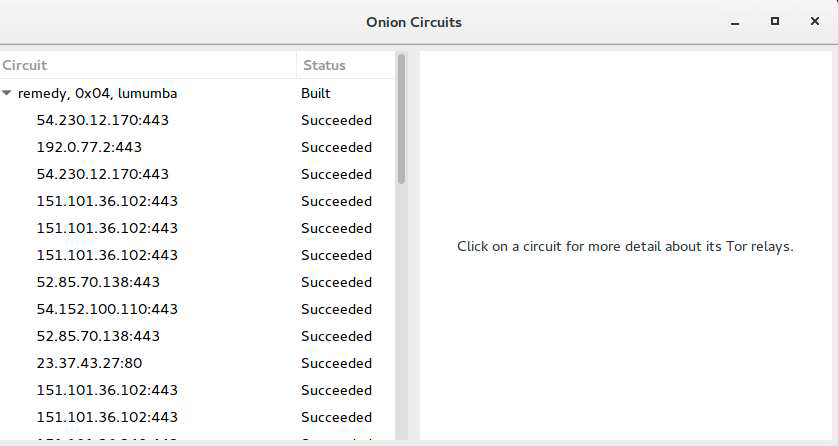 Onion Circuits
Circuit Status
remedy, 0x04, lumumba Built
54.230.12.170:443 Succeeded
192.0.77.2:443 Succeeded
54.230.12.170:443 Succeeded
151.101.36.102:443 Succeeded
151.101.36.102:443 Succeeded
151.101.36.102:443 Succeeded
52.85.70.138:443 Succeeded
54.152.100.110:443 Succeeded
52.85.70.138:443 Succeeded
23.37.43.27:80 Succeeded
151.101.36.102:443 Succeeded
151.101.36.102:443 Succeeded
Click on a circuit for more detail about its Tor relays.